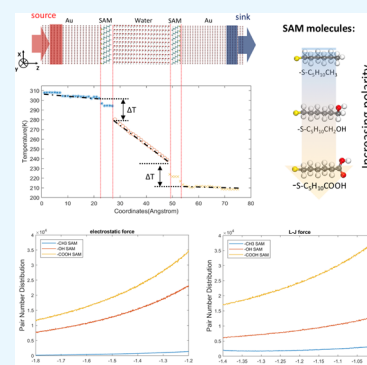 source
sink
Au SAM Water SAM Au
X
Y Z
SAM molecules:
-S-C5H10CH3
-S-C5H10CH2OH
-S-C5H10COOH
Increasing polarity
310
300
290
280
270
260
250
240
230
220
210
200
Temperature(K)
ΔT
ΔT
0 10 20 30 40 50 60 70 80
Coordinates(Angstrom)
electrostatic force
-CH3 SAM
-OH SAM
-COOH SAM
Pair Number Distribution
4
3.5
3
2.5
2
1.5
1
0.5
0
-1.8 -1.7 -1.6 -1.5 -1.4 -1.3 -1.2
L-J force
-CH3 SAM
-OH SAM
-COOH SAM
Pair Number Distribution
4
3.5
3
2.5
2
1.5
1
0.5
0
-1.4 -1.35 -1.3 -1.25 -1.2 -1.15 -1.1 -1.05